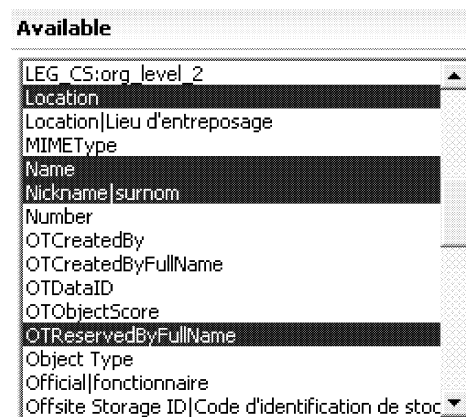 Available
LEG_CS:org_level_2
Location
Location|Lieu d'entreposage
MIMEType
Name
Nickname|surnom
Number
OTCreatedBy
OTCreatedByFullName
OTDataID
OTObjectScore
OTReservedByFullName
Object Type
Official|fonctionnaire
Offsite Storage ID|Code d'identification de stoc